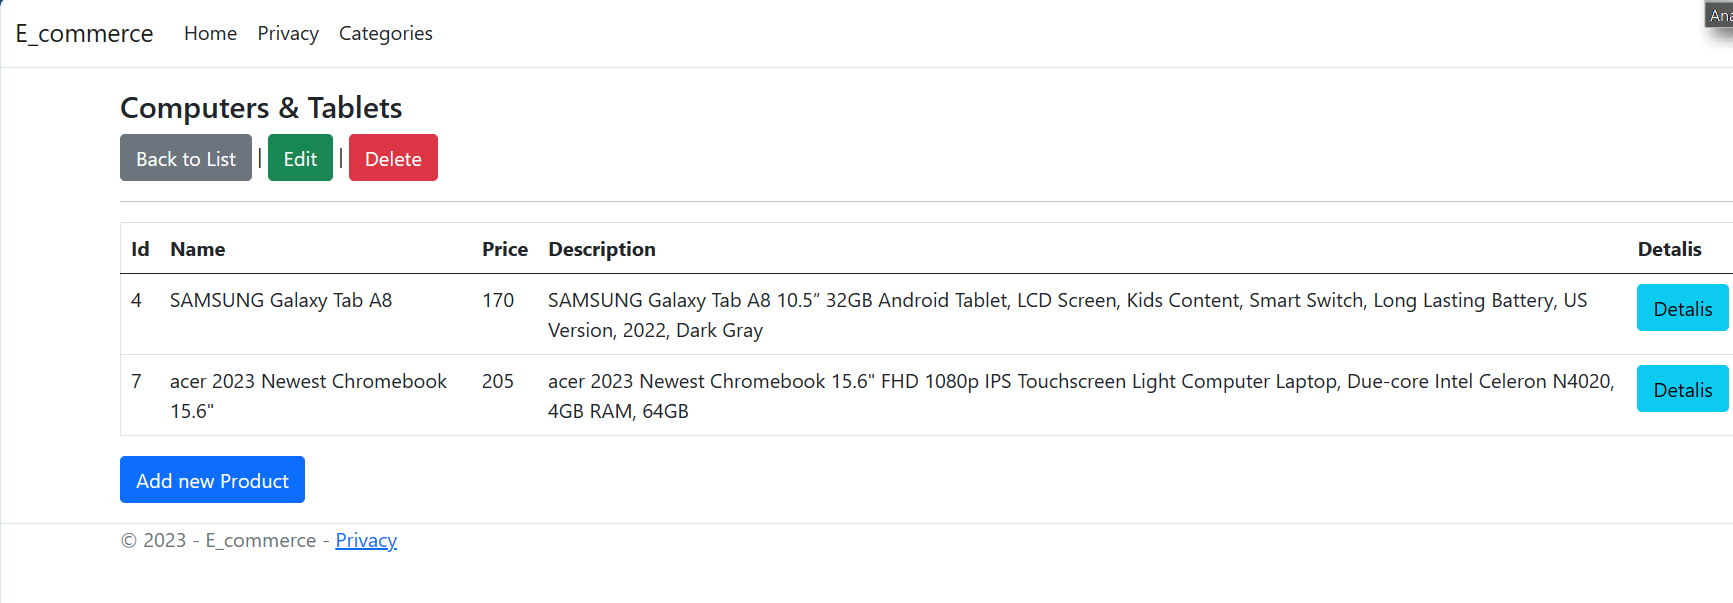 E_commerce Home Privacy Categories
Ana
Computers & Tablets
Back to List | Edit | Delete
Id Name Price Description Detalis
4 SAMSUNG Galaxy Tab A8 170 SAMSUNG Galaxy Tab A8 10.5” 32GB Android Tablet, LCD Screen, Kids Content, Smart Switch, Long Lasting Battery, US Detalis
Version, 2022, Dark Gray
7 acer 2023 Newest Chromebook 205 acer 2023 Newest Chromebook 15.6" FHD 1080p IPS Touchscreen Light Computer Laptop, Due-core Intel Celeron N4020, Detalis
15.6" 4GB RAM, 64GB
Add new Product
© 2023 - E_commerce - Privacy